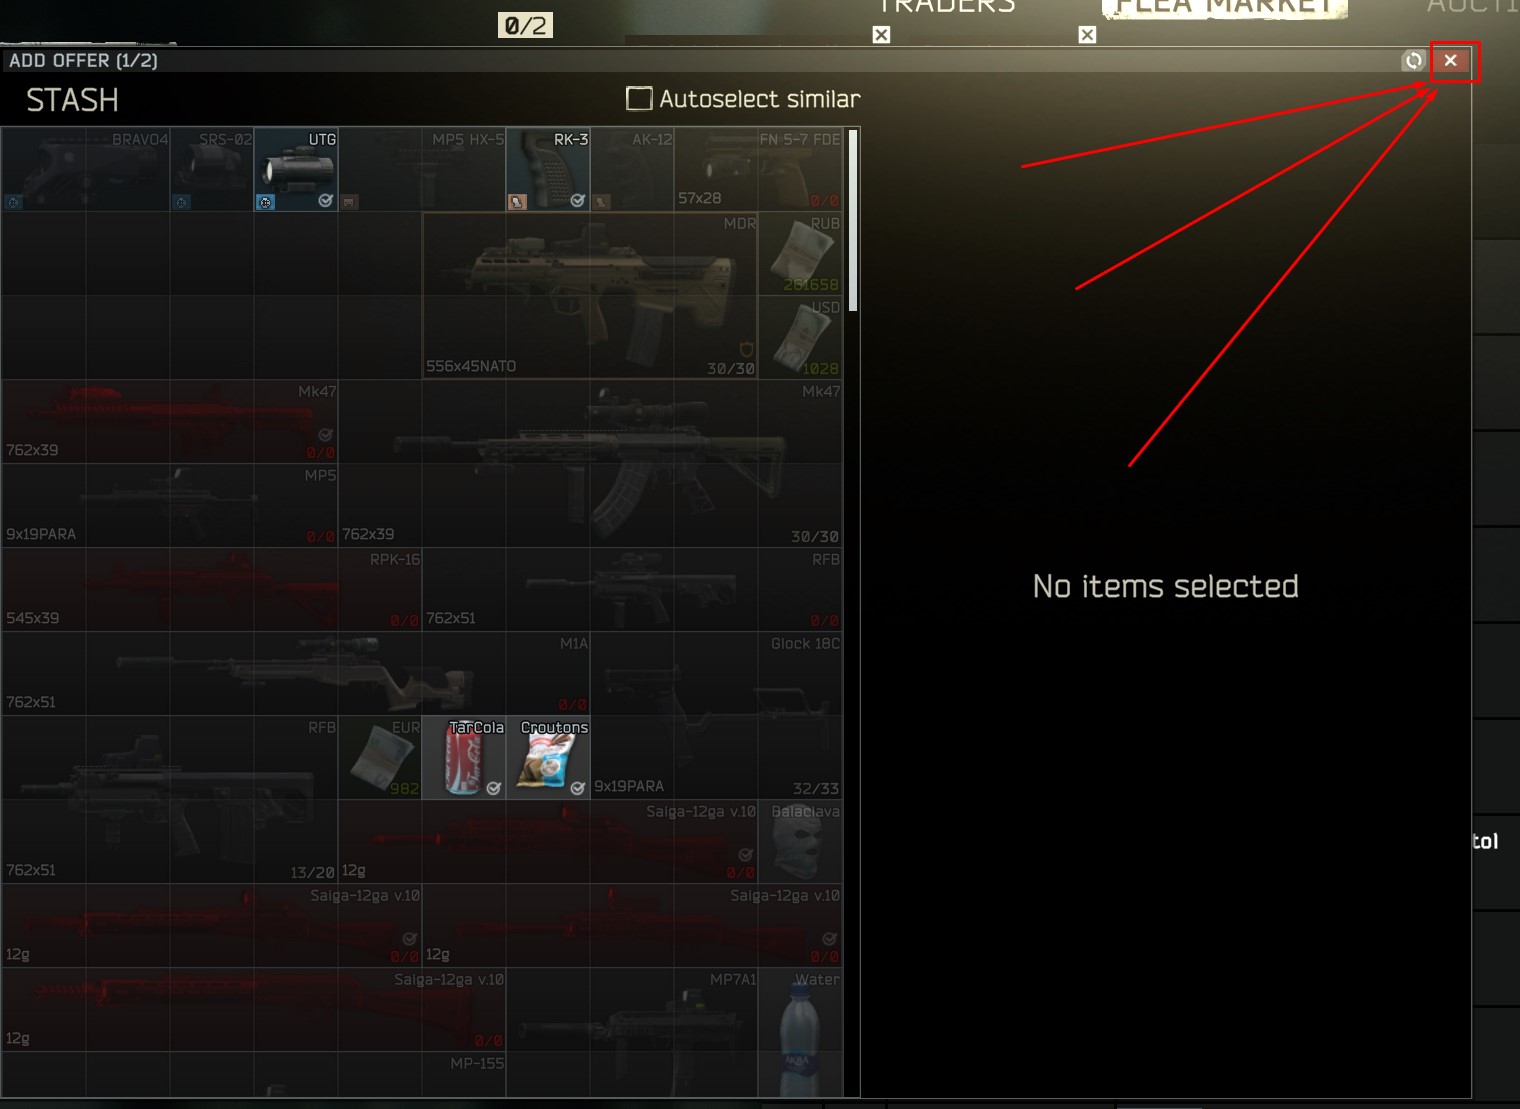 TRADERS
FLEA MARKET
AUCTI
0/2
ADD OFFER (1/2)
STASH
Autoselect similar
BRAVO4
SRS-02
UTG
MP5 HX-5
RK-3
AK-12
FN 5-7 FDE
57x28
0/0
MDR
RUB
261658
USD
556x45NATO
30/30
1028
Mk47
Mk47
762x39
0/0
MP5
9x19PARA
0/0
762x39
30/30
RPK-16
RFB
545x39
0/0
762x51
0/0
M1A
Glock 18C
762x51
0/0
RFB
EUR
TarCola
Croutons
982
9x19PARA
32/33
Saiga-12ga v.10
Balaclava
762x51
13/20
12g
0/0
Saiga-12ga v.10
Saiga-12ga v.10
12g
0/0
12g
0/0
Saiga-12ga v.10
MP7A1
Water
12g
0/0
AKBA
MP-155
No items selected
tol